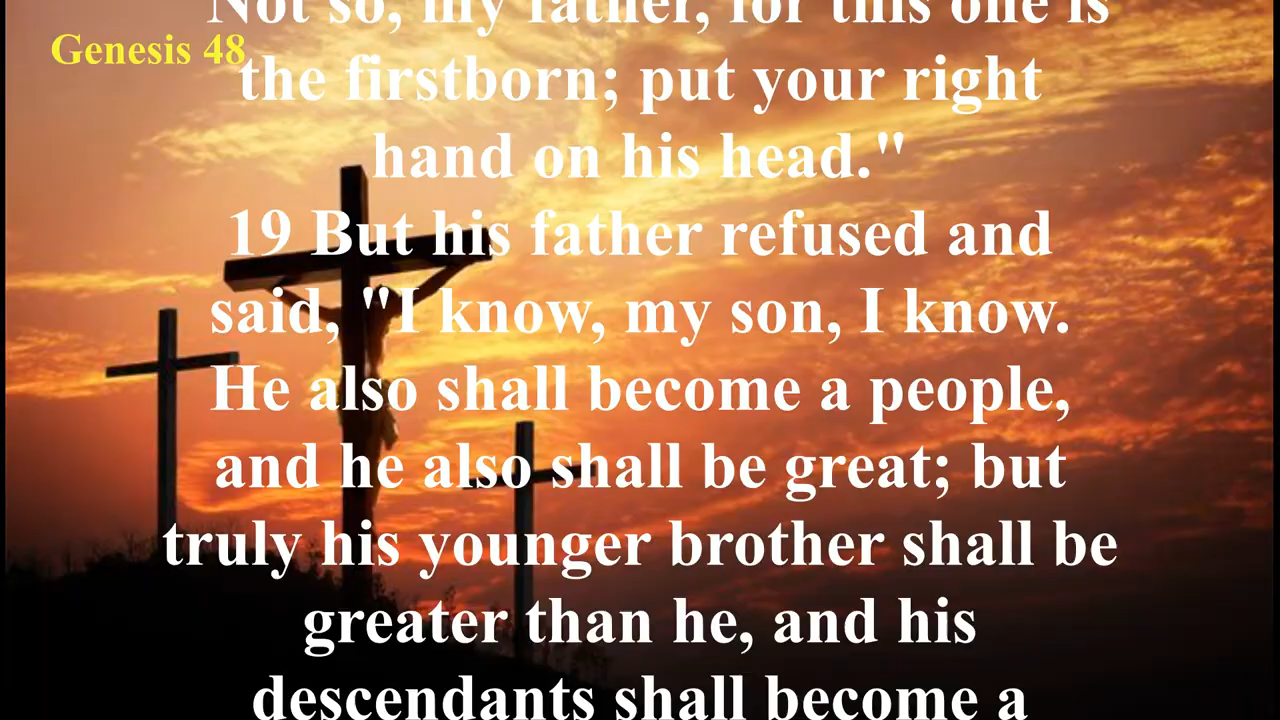 "Not so, my father, for this one is
Genesis 48
the firstborn; put your right
hand on his head."
19 But his father refused and
said, "I know, my son, I know.
He also shall become a people,
and he also shall be great; but
truly his younger brother shall be
greater than he, and his
descendants shall become a